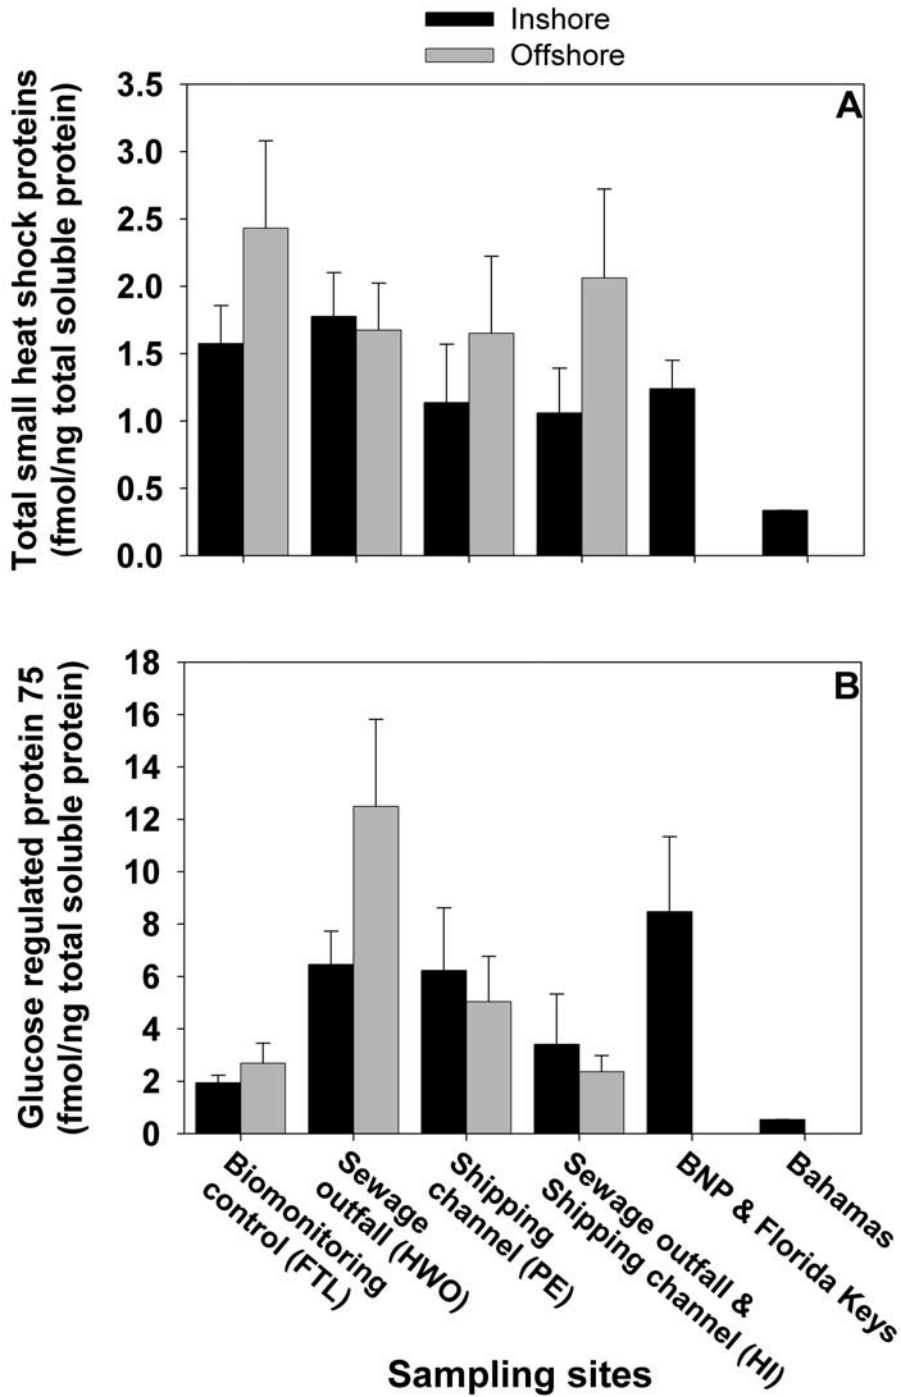 Inshore
Offshore
A
Total small heat shock proteins
(fmol/ng total soluble protein)
3.5
3.0
2.5
2.0
1.5
1.0
0.5
0.0
B
Glucose regulated protein 75
(fmol/ng total soluble protein)
18
16
14
12
10
8
6
4
2
0
Biomonitoring
control (FTL)
Sewage
outfall (HWO)
Shipping
channel (PE)
Sewage outfall &
Shipping channel (HI)
BNP & Florida Keys
Bahamas
Sampling sites